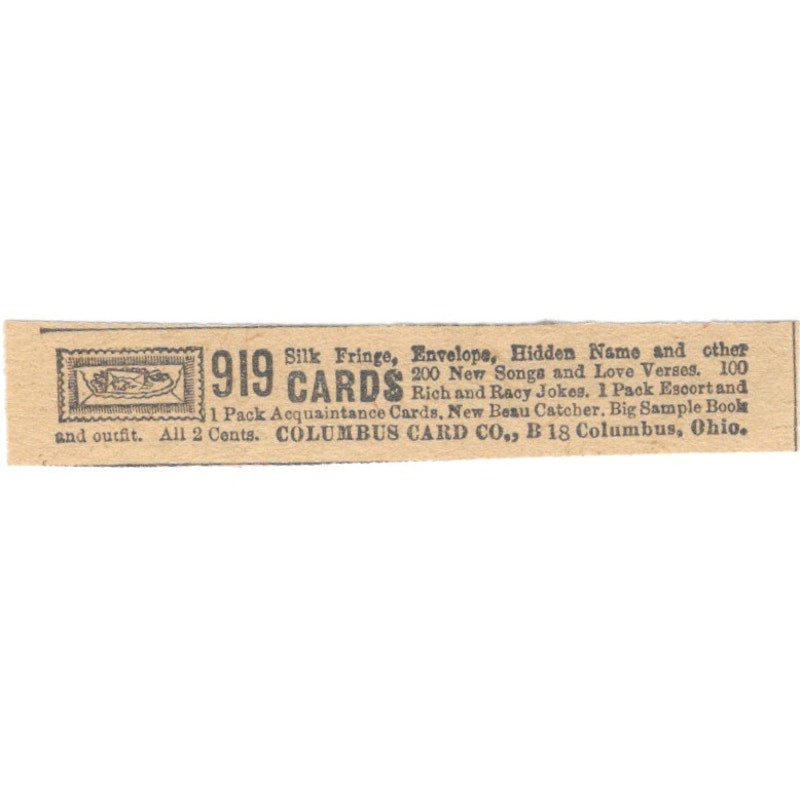 919 Silk Fringe, Envelope, Hidden Name and other
CARDS 200 New Songs and Love Verses. 100
Rich and Racy Jokes. 1 Pack Escort and
1 Pack Acquaintance Cards, New Beau Catcher, Big Sample Book
and outfit. All 2 Cents. COLUMBUS CARD CO., B 18 Columbus, Ohio.